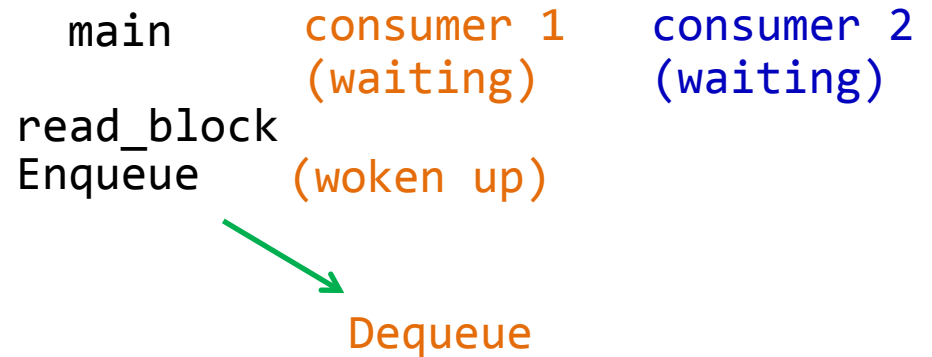 main consumer 1 consumer 2
(waiting) (waiting)
read_block
Enqueue (woken up)
Dequeue